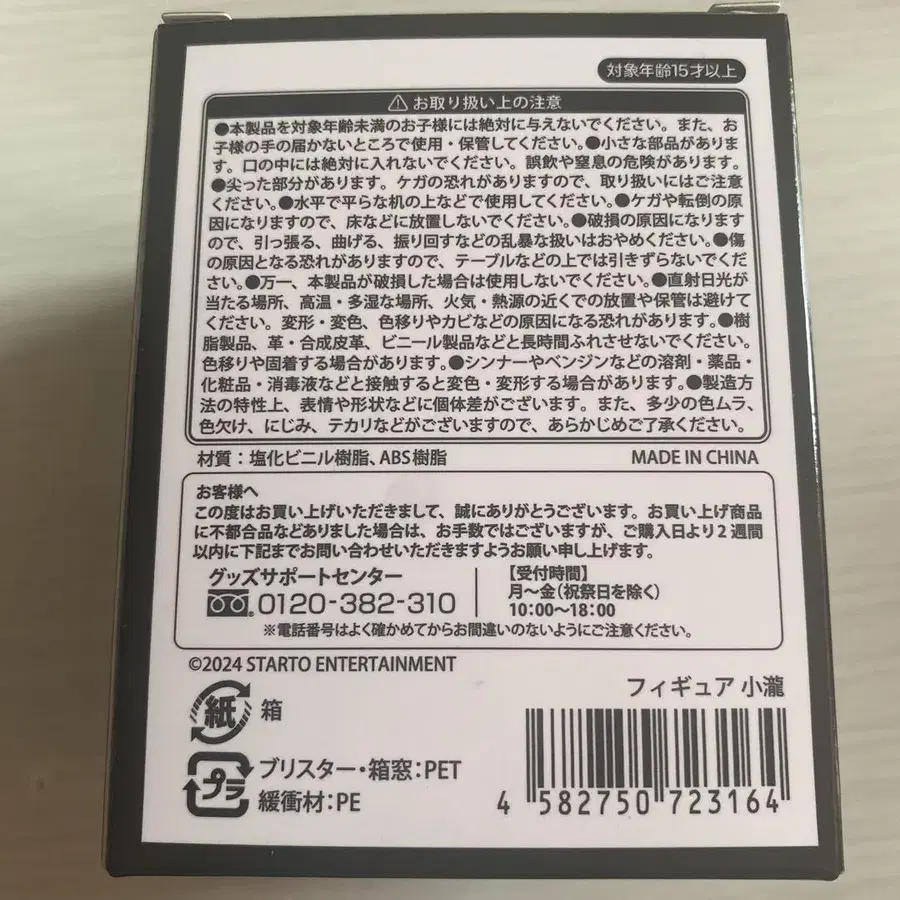 対象年齢15才以上
⚠お取り扱い上の注意
●本製品を対象年齢未満のお子様には絶対に与えないでください。また、お
子様の手の届かないところで使用・保管してください。●小さな部品がありま
す。口の中には絶対に入れないでください。誤飲や窒息の危険があります。
●尖った部分があります。ケガの恐れがありますので、取り扱いにはご注意
ください。●水平で平らな机の上などで使用してください。●ケガや転倒の原
因になりますので、床などに放置しないでください。●破損の原因になります
ので、引っ張る、曲げる、振り回すなどの乱暴な扱いはおやめください。●傷
の原因となる恐れがありますので、テーブルなどの上では引きずらないでくだ
さい。●万一、本製品が破損した場合は使用しないでください。●直射日光が
当たる場所、高温・多湿な場所、火気・熱源の近くでの放置や保管は避けて
ください。変形・変色、色移りやカビなどの原因になる恐れがあります。●樹
脂製品、革・合成皮革、ビニール製品などと長時間ふれさせないでください。
色移りや固着する場合があります。●シンナーやベンジンなどの溶剤・薬品・
化粧品・消毒液などと接触すると変色・変形する場合があります。●製造方
法の特性上、表情や形状などに個体差がございます。また、多少の色ムラ、
色欠け、にじみ、テカリなどがございますので、あらかじめご了承ください。
材質：塩化ビニル樹脂、ABS樹脂 MADE IN CHINA
お客様へ
この度はお買い上げいただきまして、誠にありがとうございます。お買い上げ商品
に不都合品などありました場合は、お手数ではございますが、ご購入日より2週間
以内に下記までお問い合わせいただきますようお願い申し上げます。
グッズサポートセンター
0120-382-310
【受付時間】
月～金（祝祭日を除く）
10:00～18:00
※電話番号はよく確かめてからお間違いのないようにご注意ください。
©2024 STARTO ENTERTAINMENT
フィギュア 小瀧
紙 箱
プラ ブリスター・箱窓：PET
緩衝材：PE
4 582750 723164